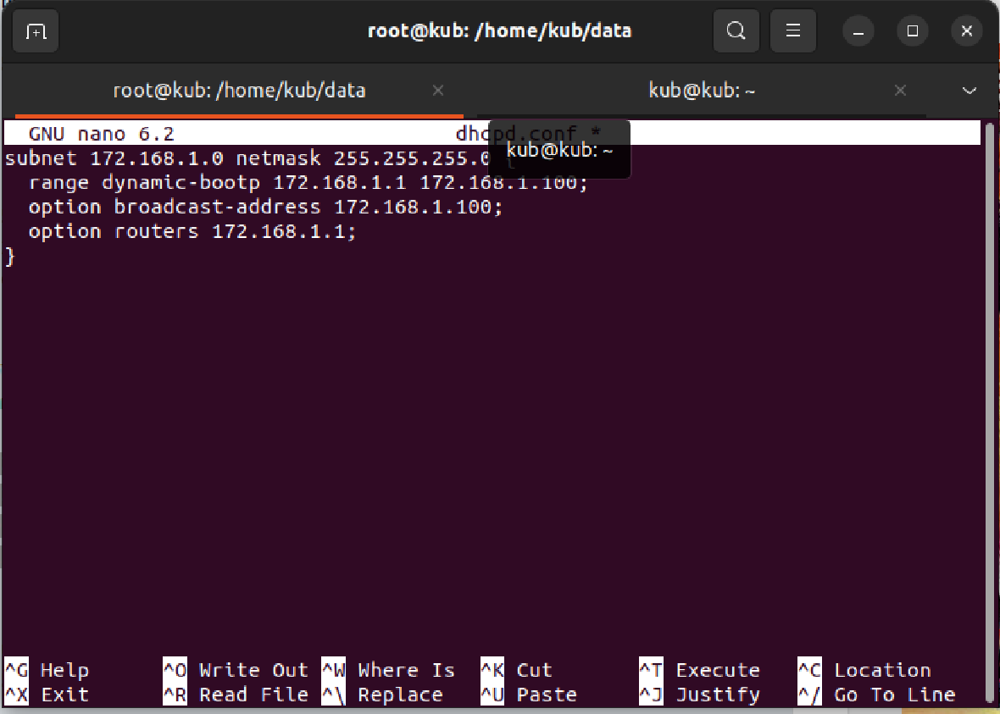 root@kub: /home/kub/data
root@kub: /home/kub/data × kub@kub: ~ ×
GNU nano 6.2 dhcpd.conf *
kub@kub: ~
subnet 172.168.1.0 netmask 255.255.255.0 {
range dynamic-bootp 172.168.1.1 172.168.1.100;
option broadcast-address 172.168.1.100;
option routers 172.168.1.1;
}
^G Help ^O Write Out ^W Where Is ^K Cut ^T Execute ^C Location
^X Exit ^R Read File ^\ Replace ^U Paste ^J Justify ^/ Go To Line